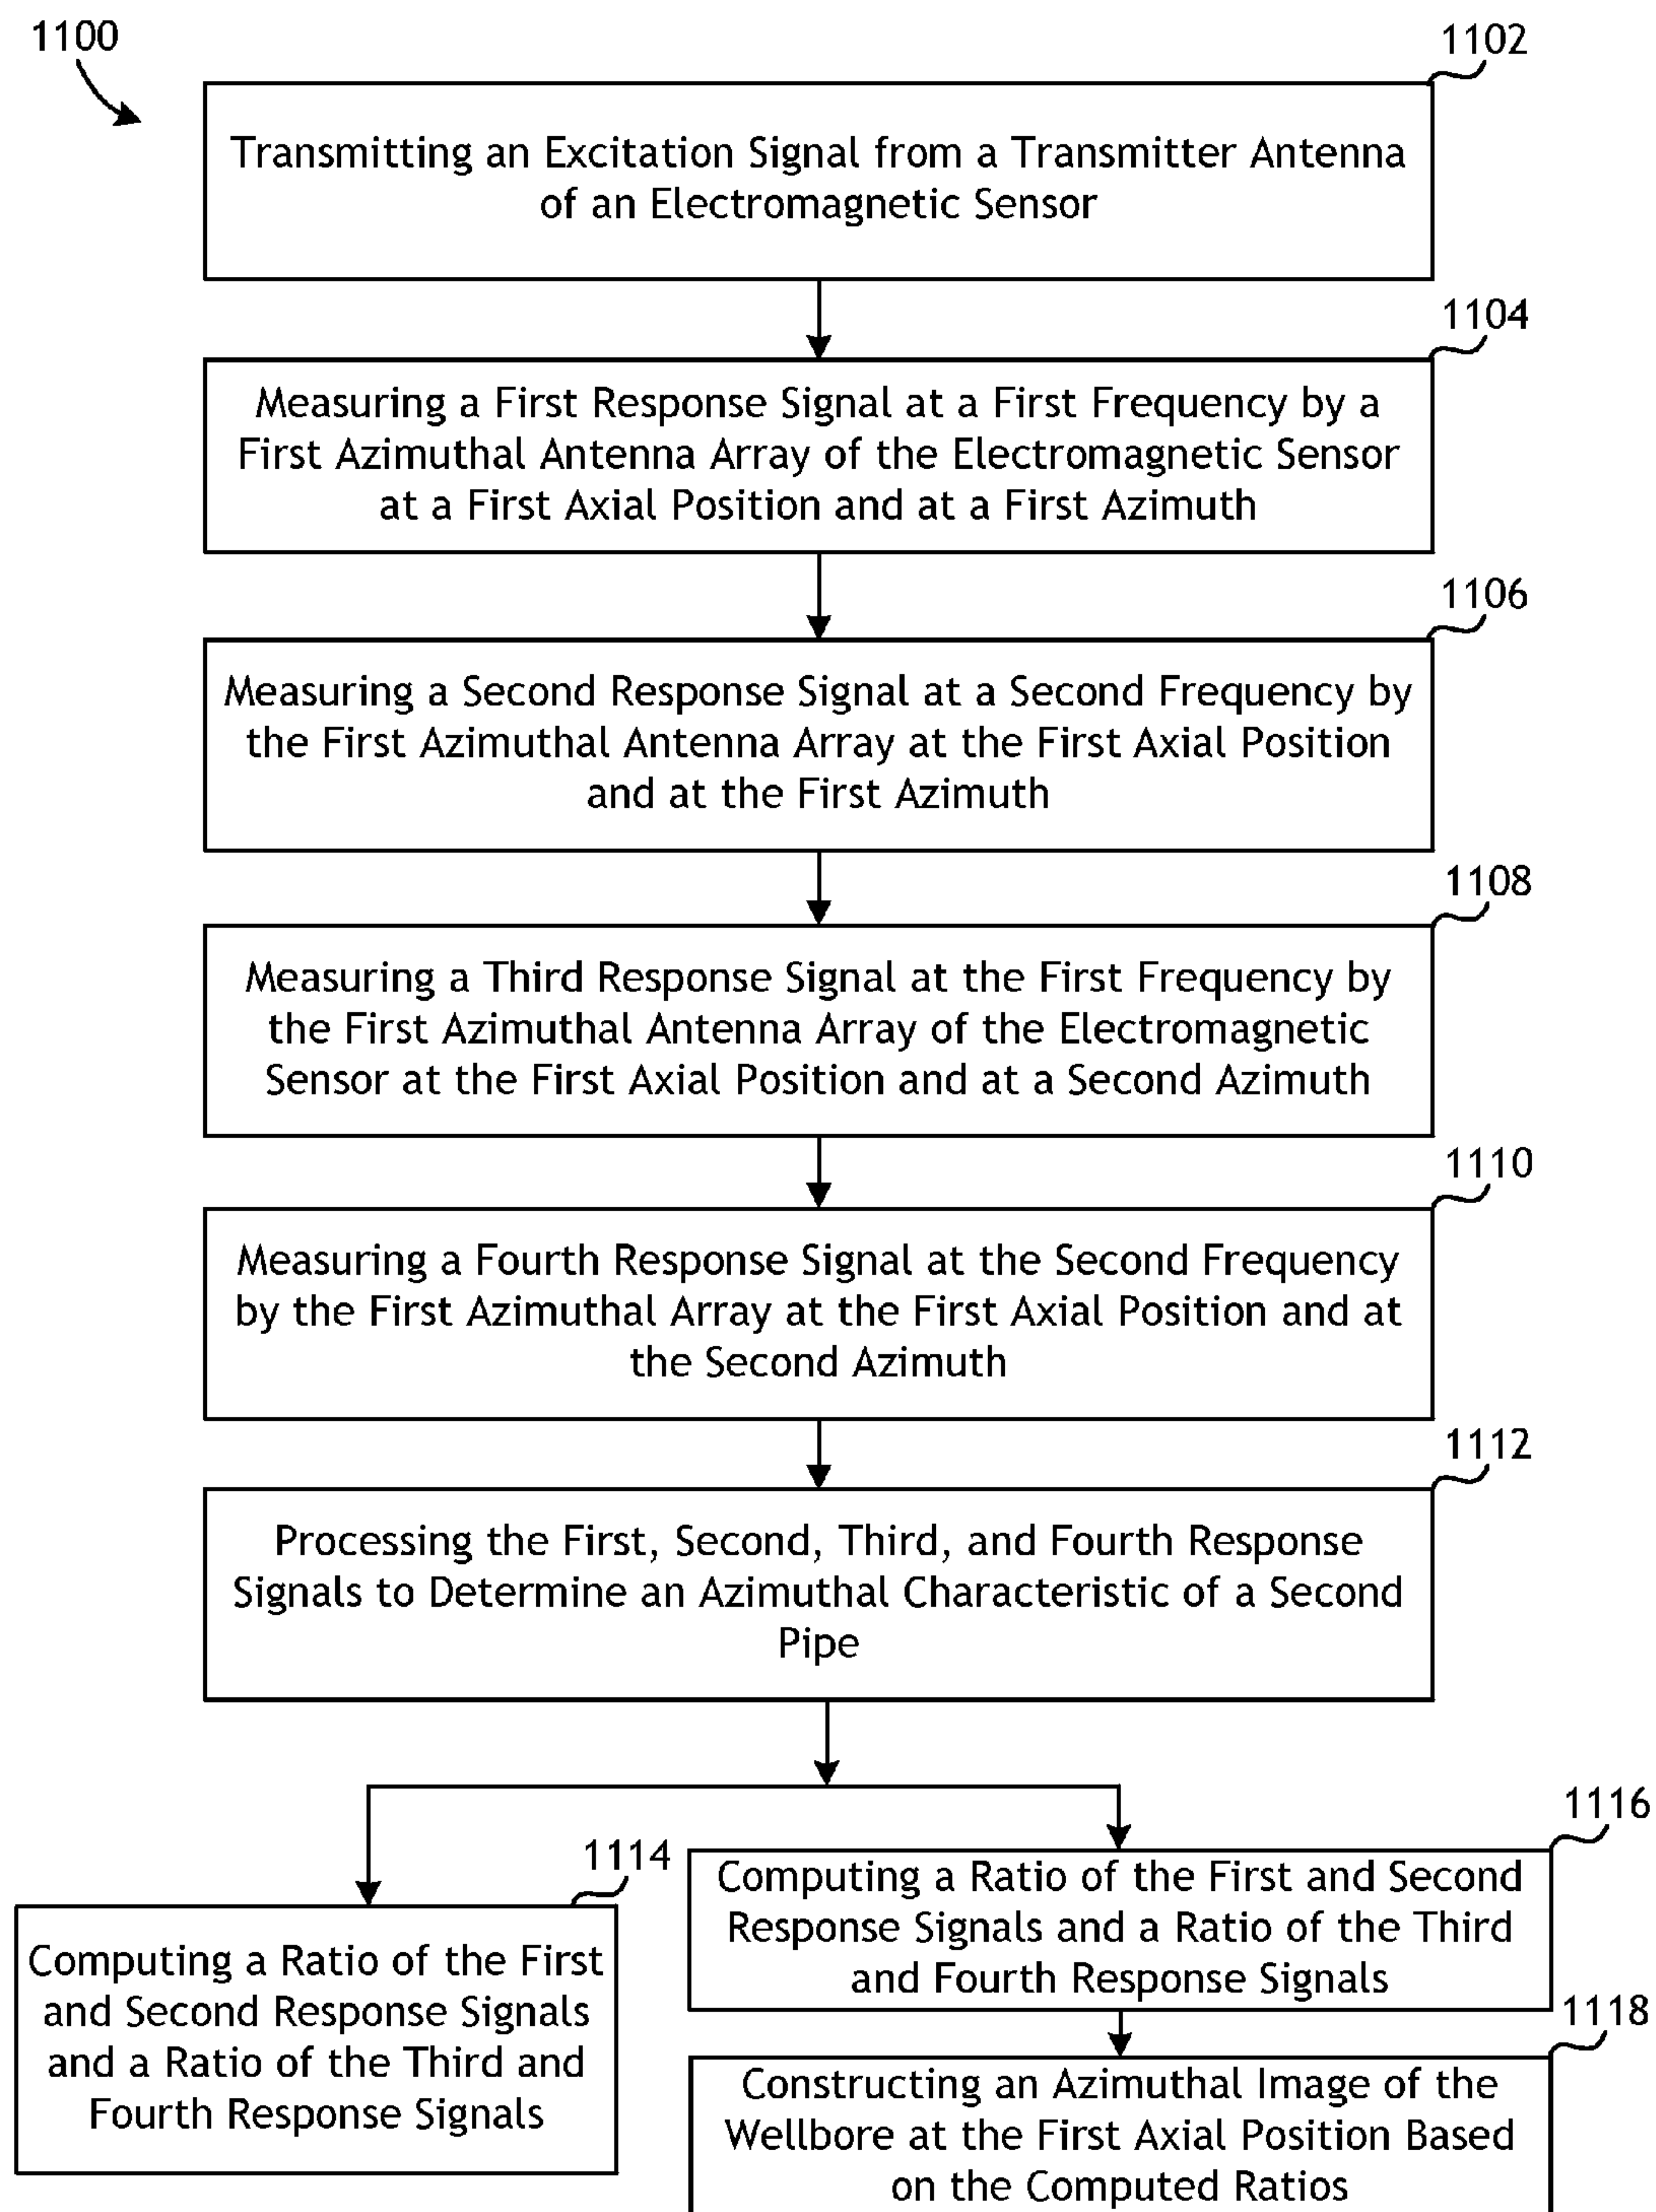 1100
1102
Transmitting an Excitation Signal from a Transmitter Antenna
of an Electromagnetic Sensor
1104
Measuring a First Response Signal at a First Frequency by a
First Azimuthal Antenna Array of the Electromagnetic Sensor
at a First Axial Position and at a First Azimuth
1106
Measuring a Second Response Signal at a Second Frequency by
the First Azimuthal Antenna Array at the First Axial Position
and at the First Azimuth
1108
Measuring a Third Response Signal at the First Frequency by
the First Azimuthal Antenna Array of the Electromagnetic
Sensor at the First Axial Position and at a Second Azimuth
1110
Measuring a Fourth Response Signal at the Second Frequency
by the First Azimuthal Array at the First Axial Position and at
the Second Azimuth
1112
Processing the First, Second, Third, and Fourth Response
Signals to Determine an Azimuthal Characteristic of a Second
Pipe
1114
Computing a Ratio of the First
and Second Response Signals
and a Ratio of the Third and
Fourth Response Signals
1116
Computing a Ratio of the First and Second
Response Signals and a Ratio of the Third
and Fourth Response Signals
1118
Constructing an Azimuthal Image of the
Wellbore at the First Axial Position Based
on the Computed Ratios